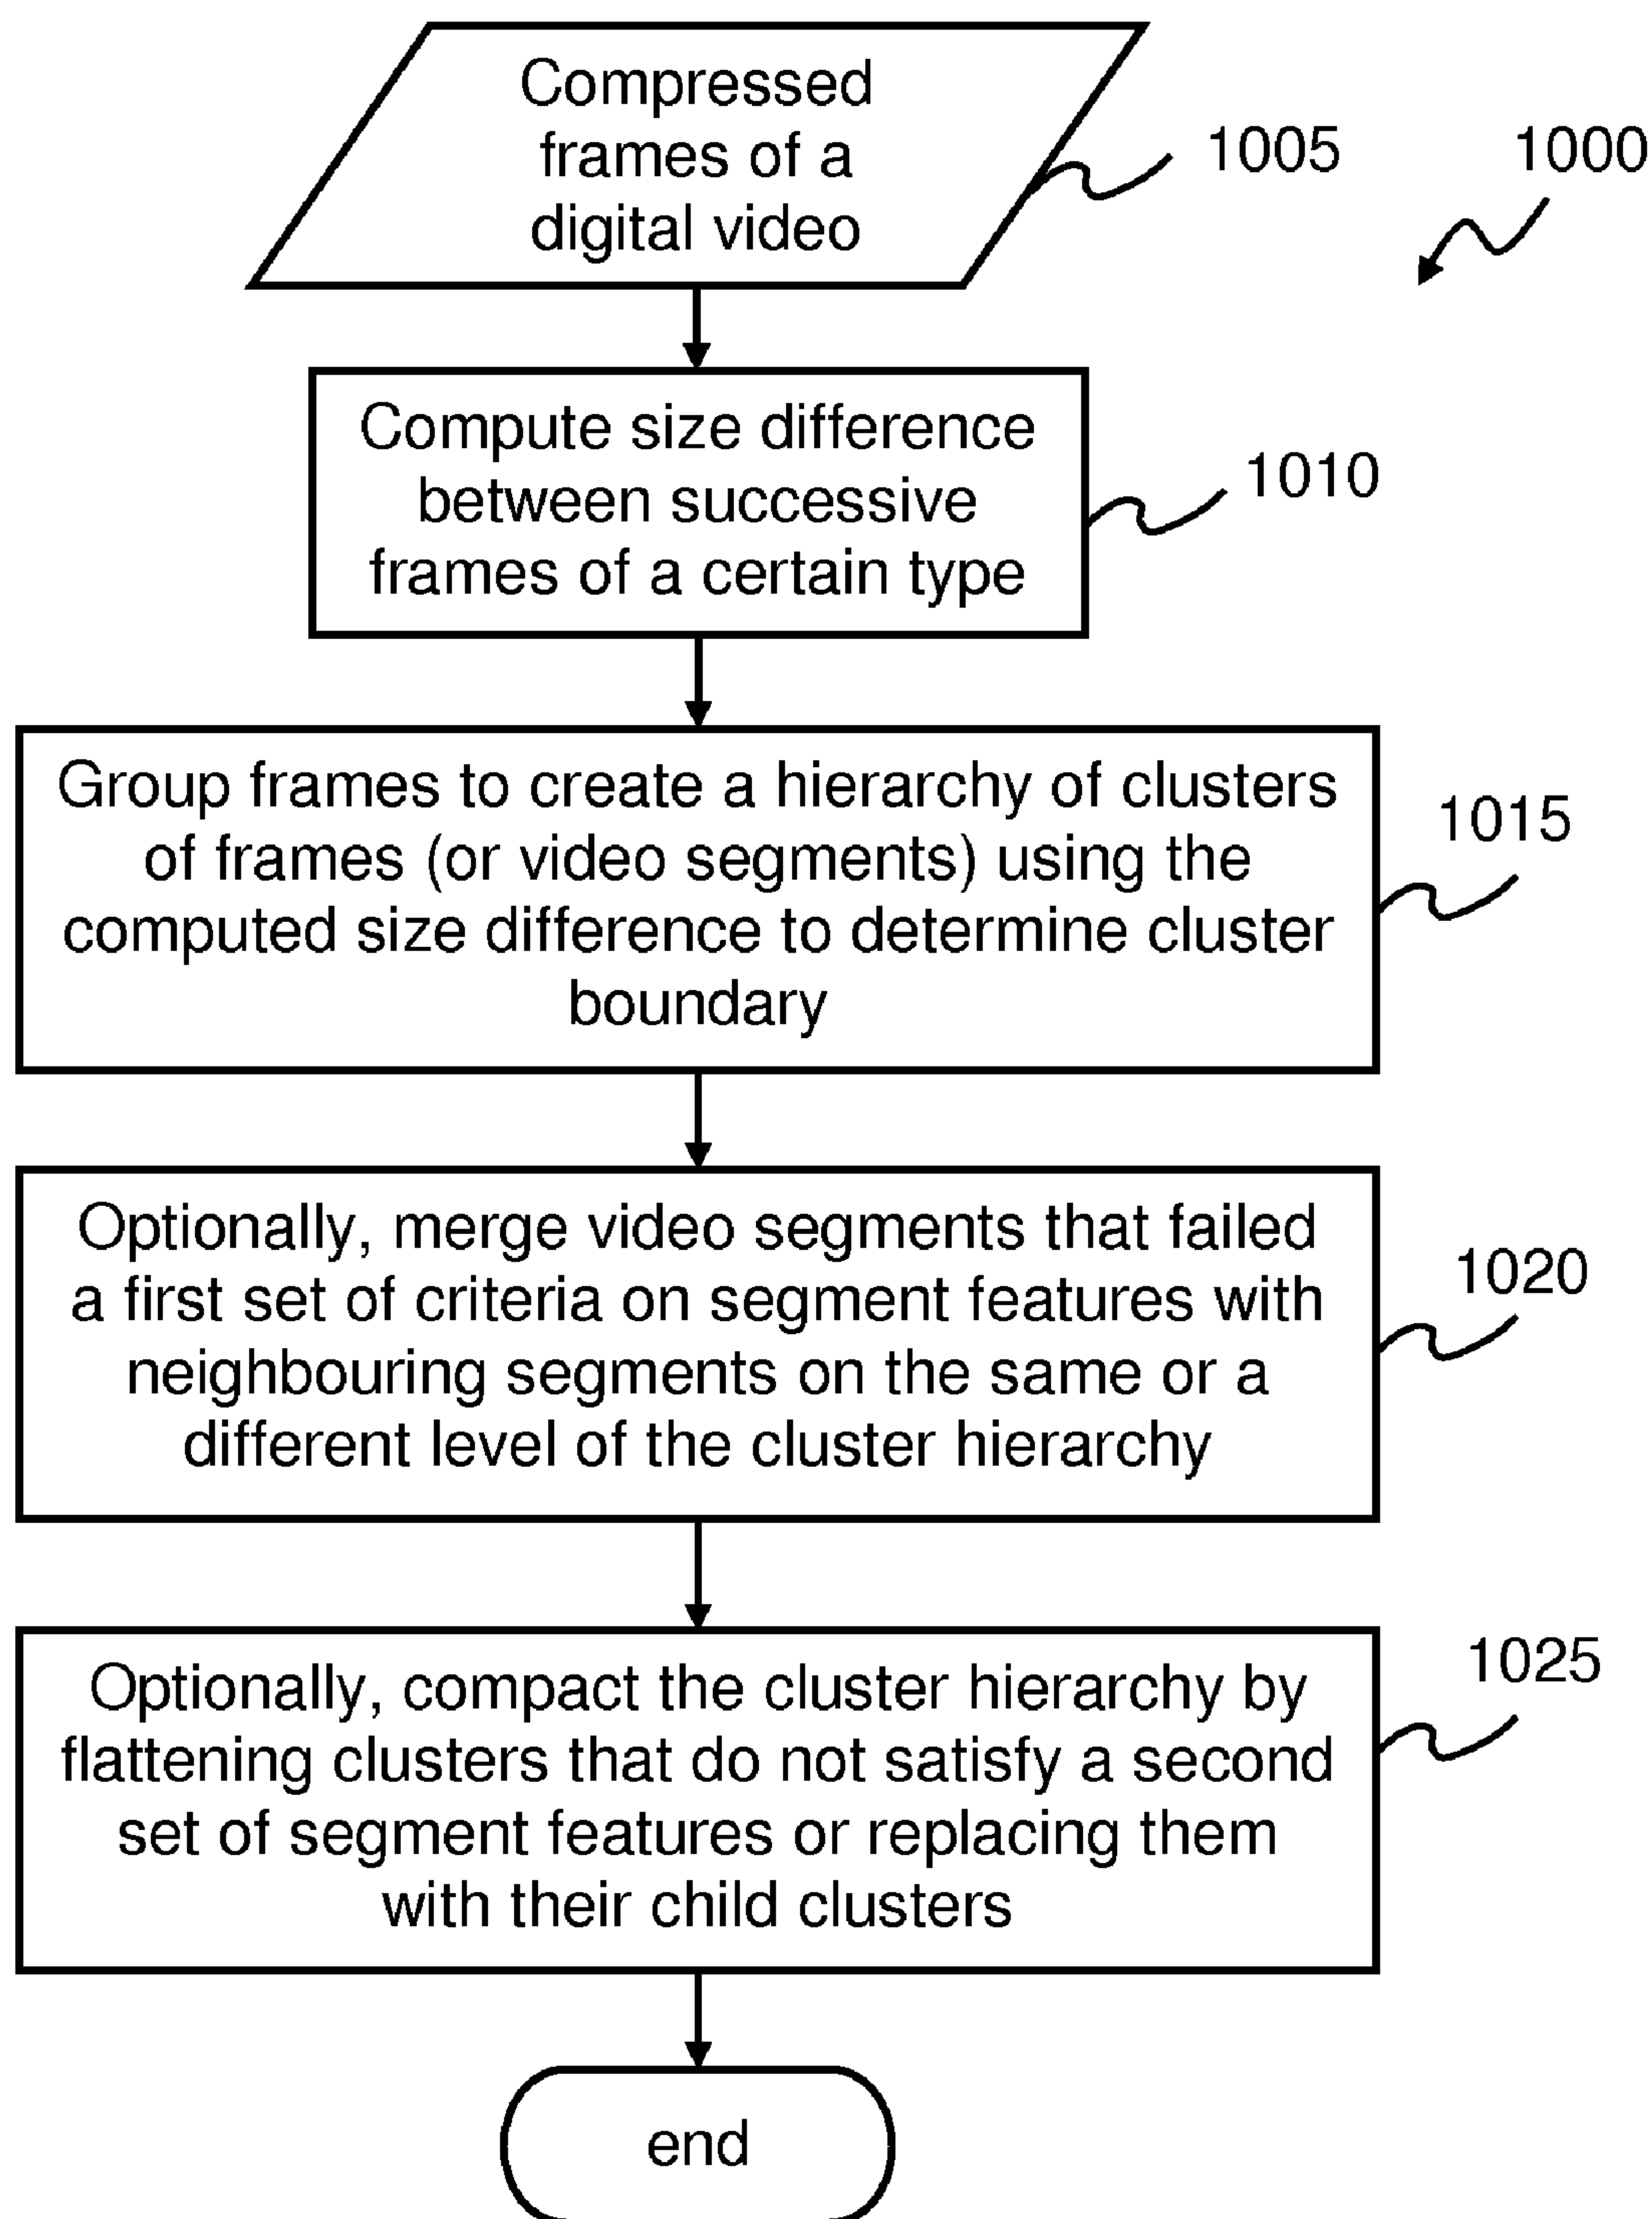 Compressed
frames of a
digital video
1005
1000
Compute size difference
between successive
frames of a certain type
1010
Group frames to create a hierarchy of clusters
of frames (or video segments) using the
computed size difference to determine cluster
boundary
1015
Optionally, merge video segments that failed
a first set of criteria on segment features with
neighbouring segments on the same or a
different level of the cluster hierarchy
1020
Optionally, compact the cluster hierarchy by
flattening clusters that do not satisfy a second
set of segment features or replacing them
with their child clusters
1025
end